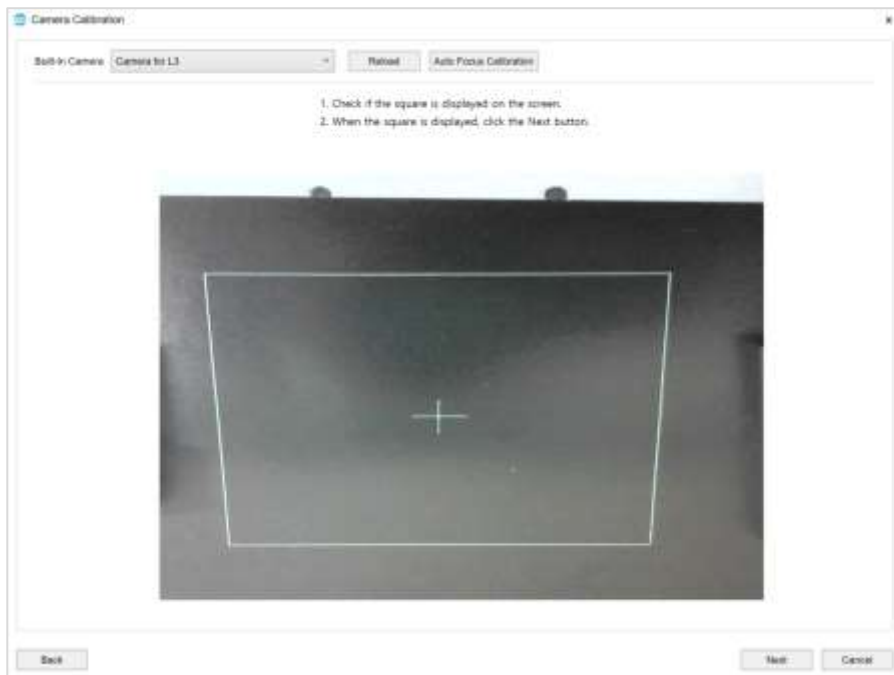 Camera Calibration
Built-In Camera Camera for L3 Reload Auto Focus Calibration
1. Check if the square is displayed on the screen.
2. When the square is displayed, click the Next button.
Back Next Cancel